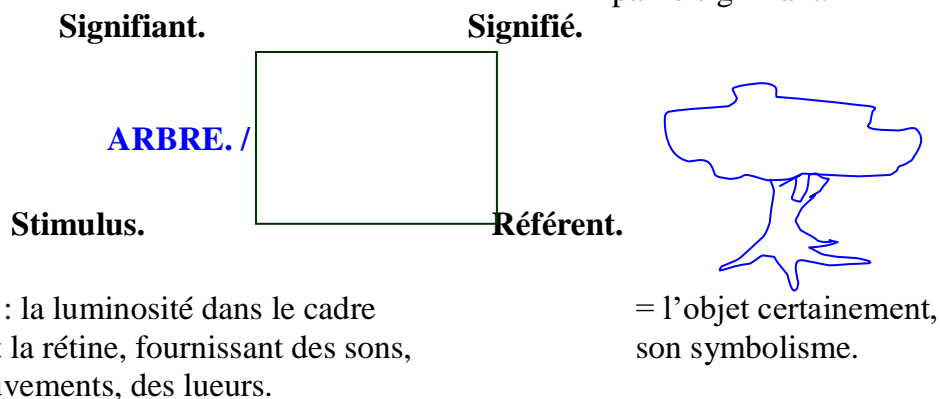 Signifiant. Signifié.
ARBRE. /
Stimulus. Référent.
: la luminosité dans le cadre = l’objet certainement,
la rétine, fournissant des sons, son symbolisme.
des lueurs.